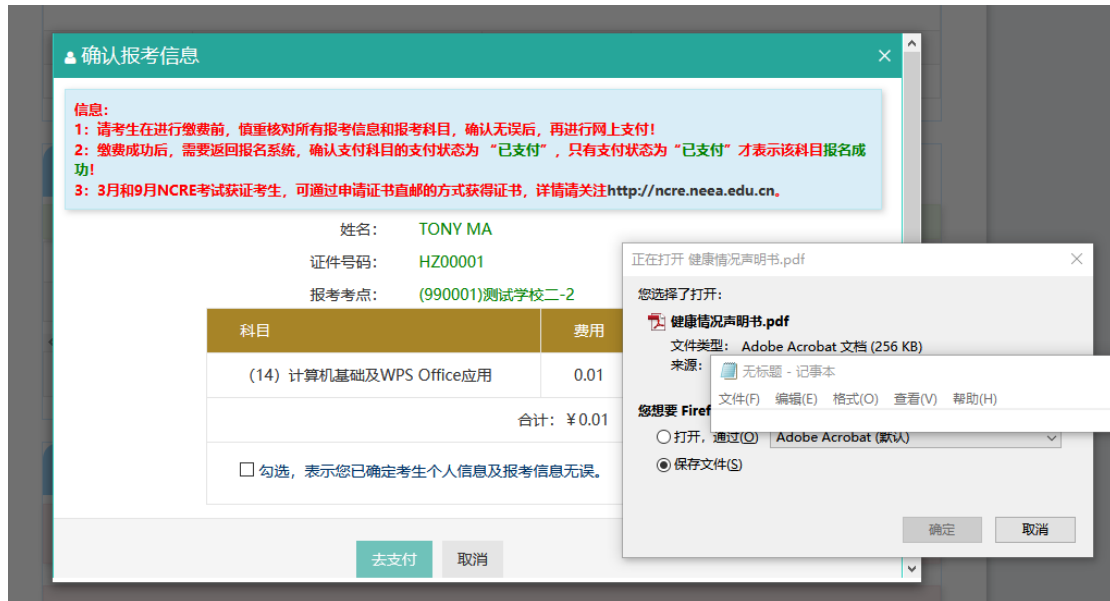 确认报考信息
×
信息:
1: 请考生在进行缴费前,慎重核对所有报考信息和报考科目,确认无误后,再进行网上支付!
2: 缴费成功后,需要返回报名系统,确认支付科目的支付状态为 “已支付”,只有支付状态为 “已支付” 才表示该科目报名成
功!
3: 3月和9月NCRE考试获证考生,可通过申请证书直邮的方式获得证书,详情请关注http://ncre.neea.edu.cn。
姓名: TONY MA
证件号码: HZ00001
报考考点: (990001)测试学校二-2
科目 费用
(14) 计算机基础及WPS Office应用 0.01
合计: ¥0.01
勾选,表示您已确定考生个人信息及报考信息无误。
去支付 取消
正在打开 健康情况声明书.pdf
您选择了打开:
健康情况声明书.pdf
文件类型: Adobe Acrobat 文档 (256 KB)
来源:
无标题 - 记事本
文件(F) 编辑(E) 格式(O) 查看(V) 帮助(H)
您想要 Firef
打开,通过(O) Adobe Acrobat (默认)
保存文件(S)
确定 取消